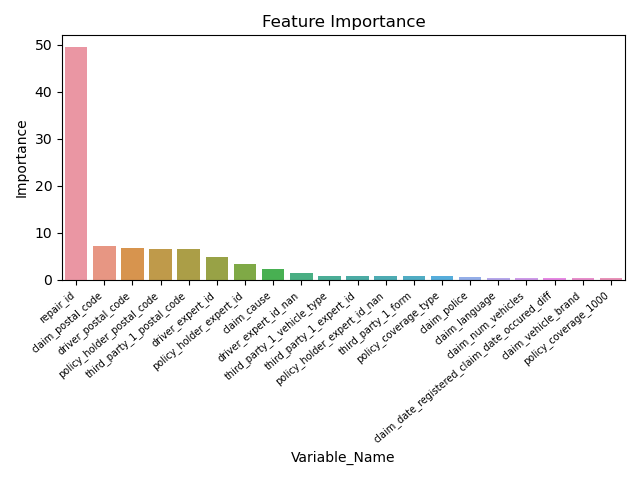 Feature Importance
Importance
50
40
30
20
10
0
repair_id
claim_postal_code
driver_postal_code
policy_holder_postal_code
third_party_1_postal_code
driver_expert_id
policy_holder_expert_id
claim_cause
driver_expert_id_nan
third_party_1_vehicle_type
third_party_1_expert_id
policy_holder_expert_id_nan
third_party_1_form
policy_coverage_type
claim_police
claim_language
claim_num_vehicles
claim_date_registered_claim_date_occured_diff
claim_vehicle_brand
policy_coverage_1000
Variable_Name